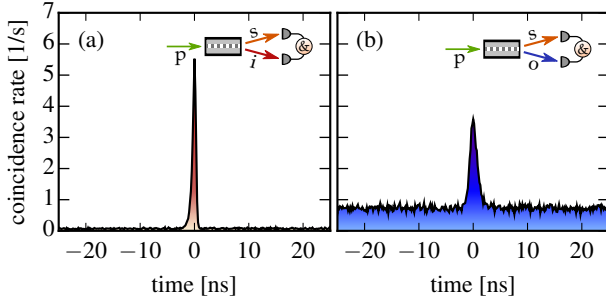 coincidence rate [1/s]
7
6
5
4
3
2
1
0
(a)
p
s
i
&
−20 −10 0 10 20
time [ns]
(b)
p
s
o
&
−20 −10 0 10 20
time [ns]